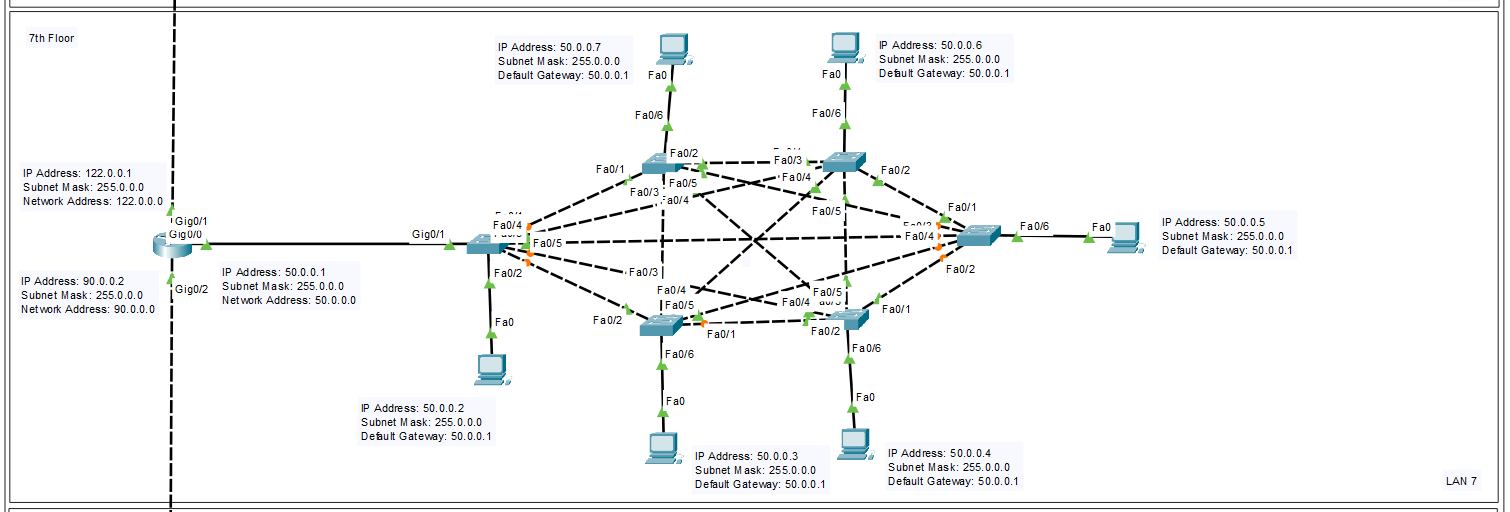 7th Floor
IP Address: 50.0.0.7
Subnet Mask: 255.0.0.0
Default Gateway: 50.0.0.1
IP Address: 50.0.0.6
Subnet Mask: 255.0.0.0
Default Gateway: 50.0.0.1
Fa0
Fa0
Fa0/6
Fa0/6
IP Address: 122.0.0.1
Subnet Mask: 255.0.0.0
Network Address: 122.0.0.0
Fa0/1
Fa0/2
Fa0/3
Fa0/2
Fa0/5
Fa0/4
Fa0/3
Fa0/4
Fa0/5
Fa0/1
Gig0/1
Gig0/0
Gig0/1
Fa0/4
Fa0/5
Fa0/4
Fa0/6
Fa0
IP Address: 50.0.0.5
Subnet Mask: 255.0.0.0
Default Gateway: 50.0.0.1
IP Address: 90.0.0.2
Subnet Mask: 255.0.0.0
Network Address: 90.0.0.0
Gig0/2
IP Address: 50.0.0.1
Subnet Mask: 255.0.0.0
Network Address: 50.0.0.0
Fa0/2
Fa0/3
Fa0/2
Fa0/4
Fa0/5
Fa0/5
Fa0/4
Fa0/1
Fa0/2
Fa0/1
Fa0/2
Fa0
Fa0/6
Fa0/6
Fa0
Fa0
IP Address: 50.0.0.2
Subnet Mask: 255.0.0.0
Default Gateway: 50.0.0.1
IP Address: 50.0.0.3
Subnet Mask: 255.0.0.0
Default Gateway: 50.0.0.1
IP Address: 50.0.0.4
Subnet Mask: 255.0.0.0
Default Gateway: 50.0.0.1
LAN 7